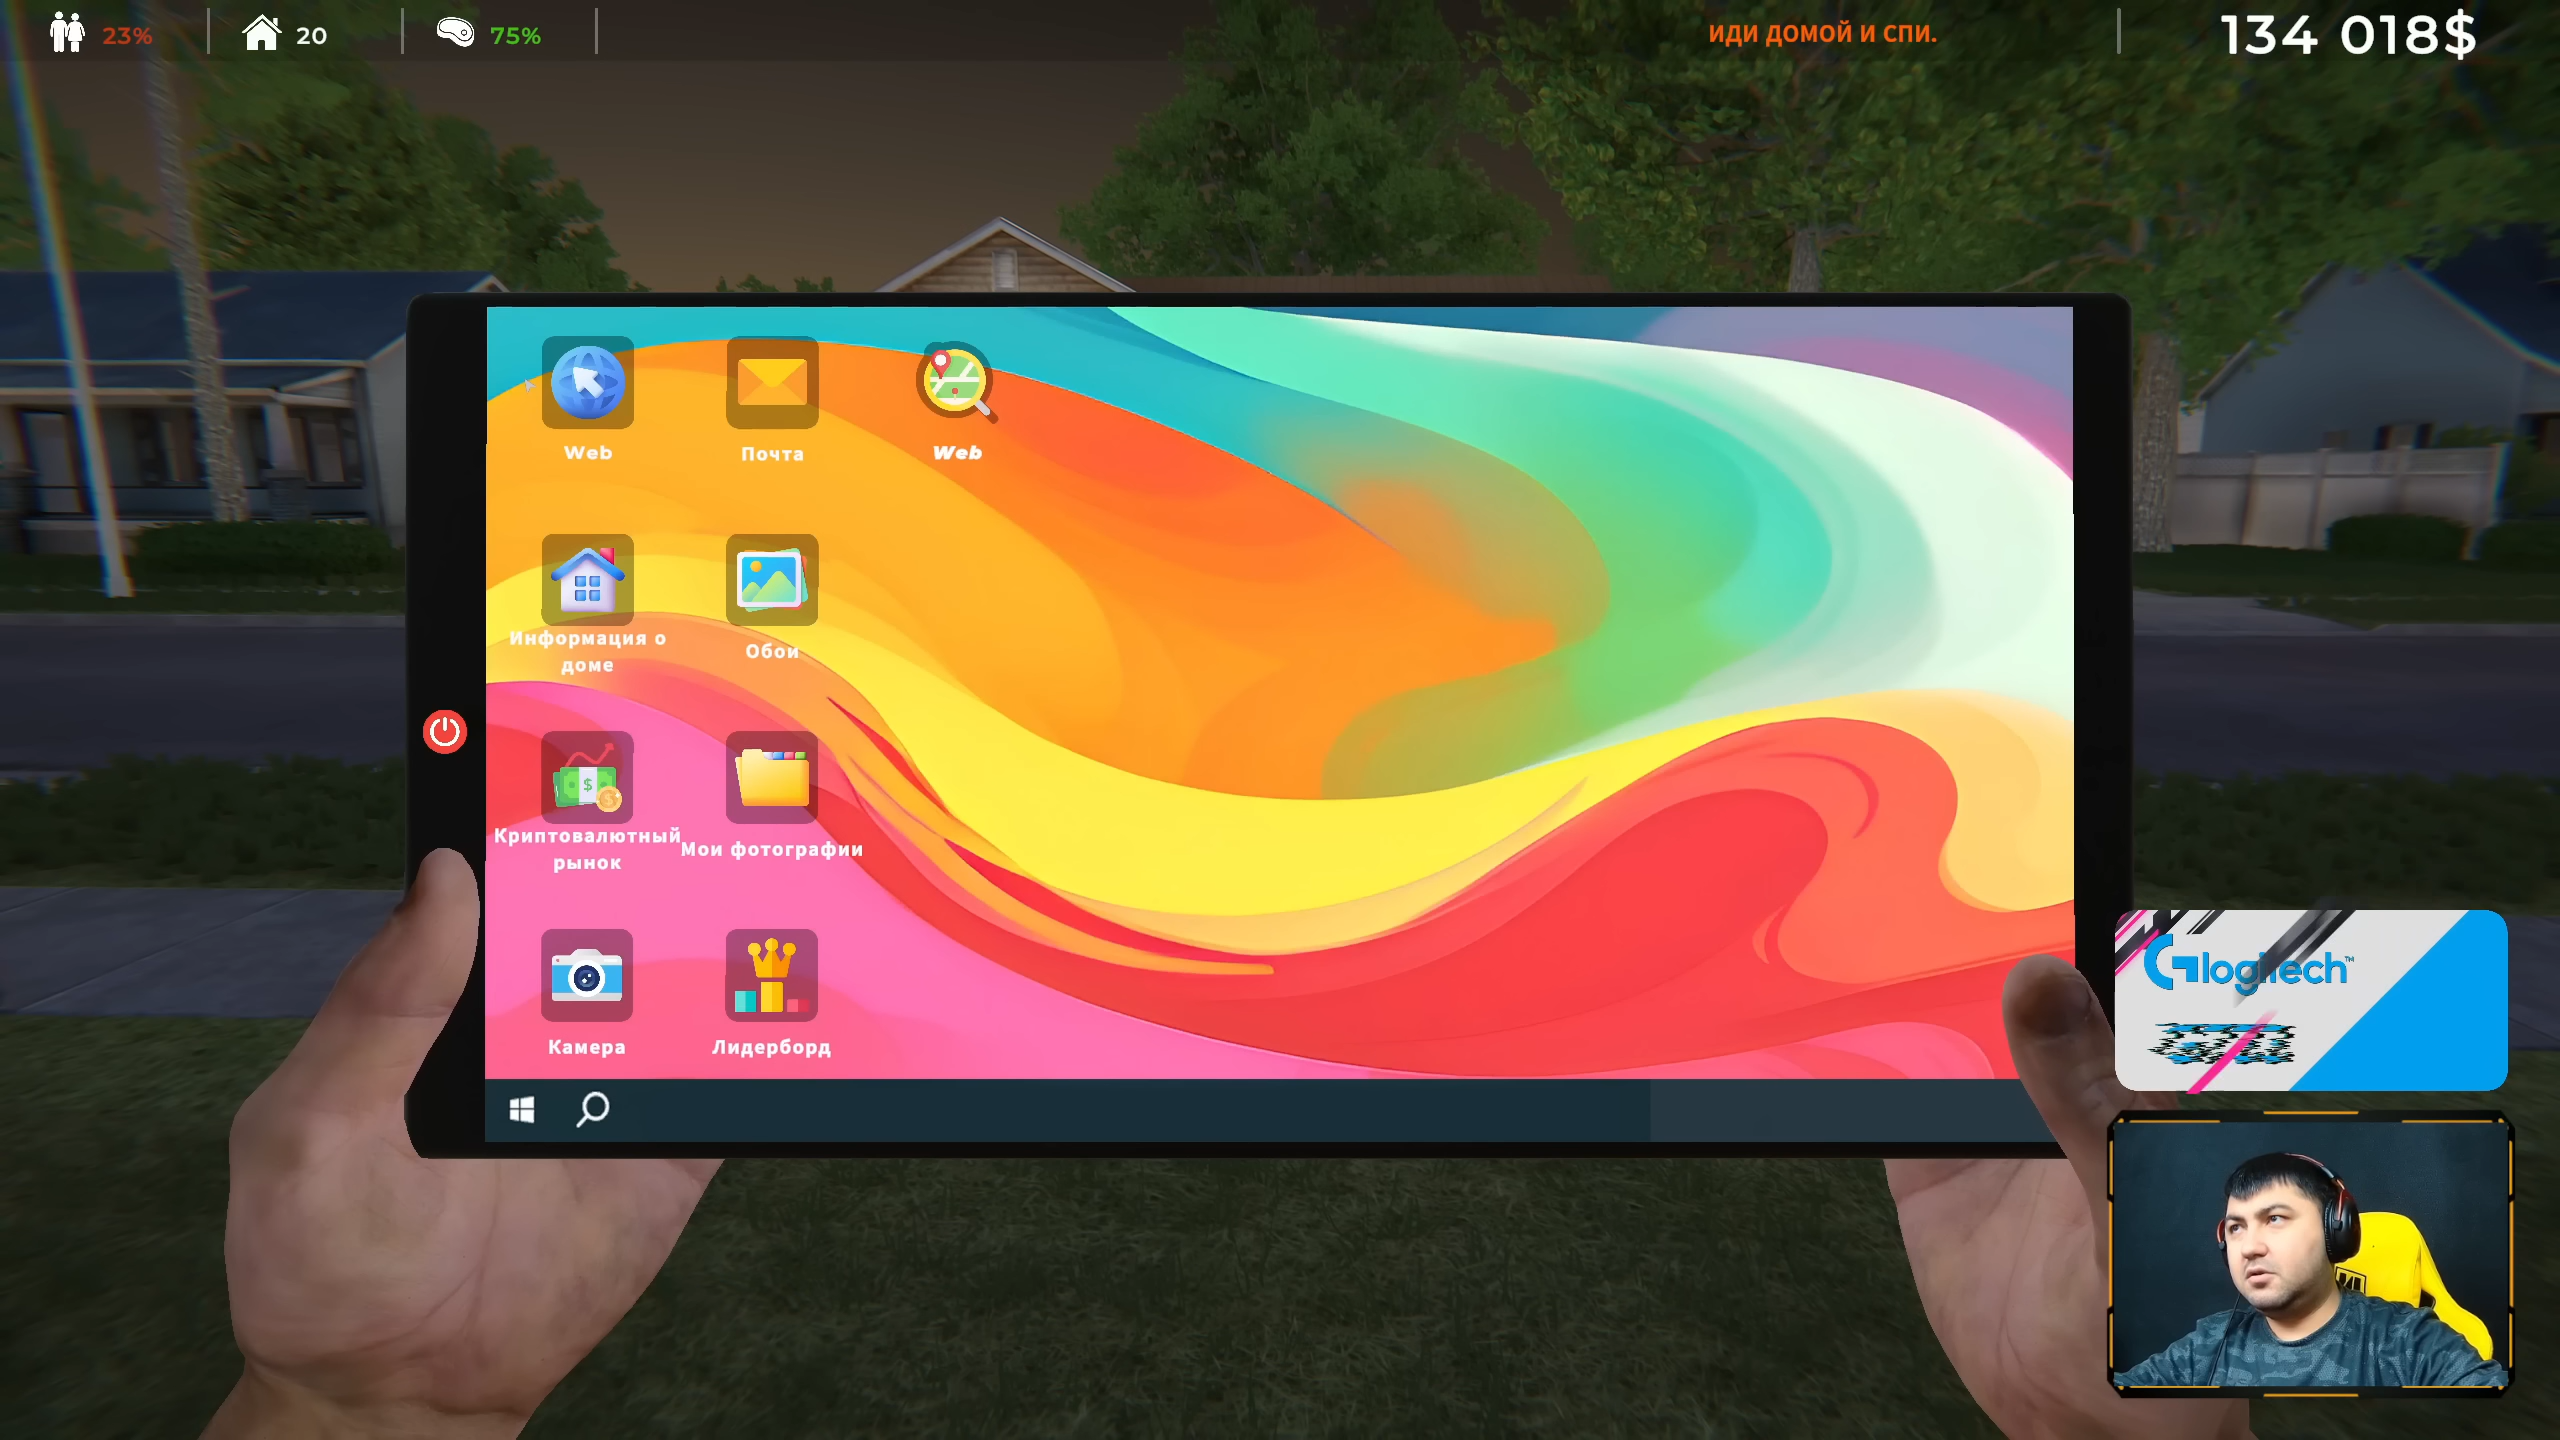 23%
20
75%
ИДИ ДОМОЙ И СПИ.
134 018$
Web
Почта
Web
Информация о
доме
Обои
Криптовалютный
рынок
Мои фотографии
Камера
Лидерборд
logitech™